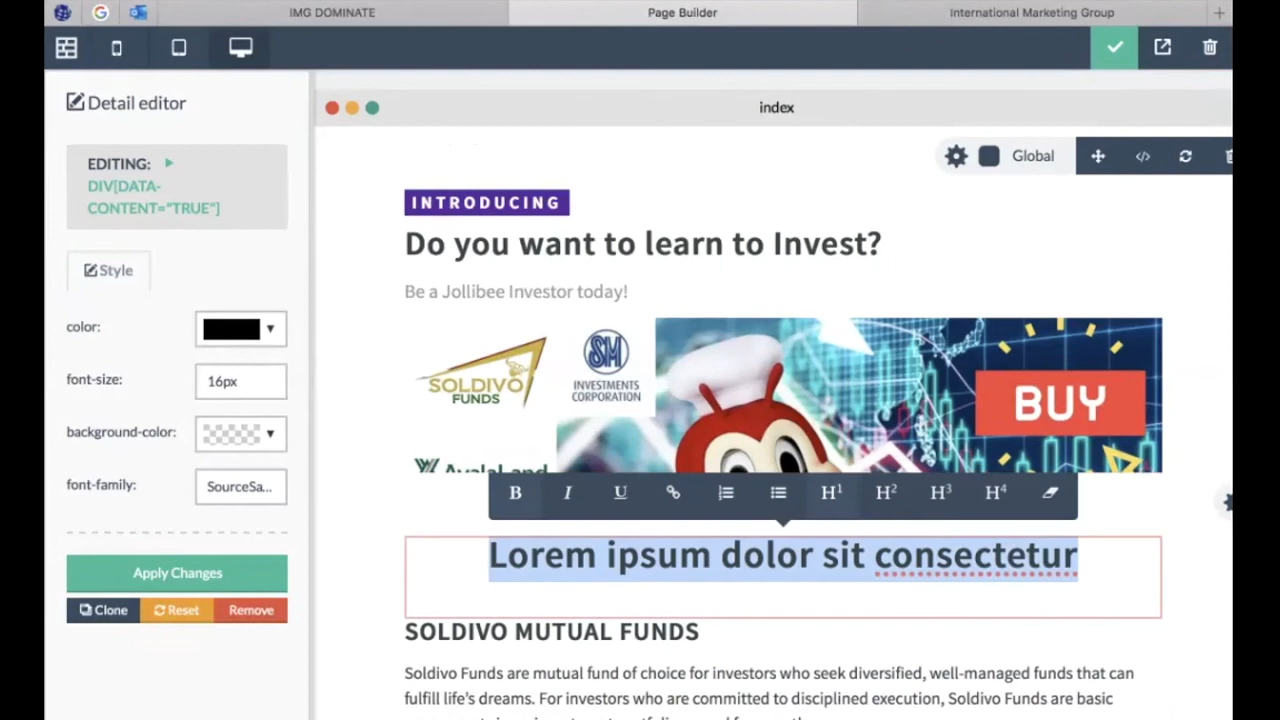 IMG DOMINATE
Page Builder
International Marketing Group
Detail editor
index
EDITING:
DIV[DATA-
CONTENT="TRUE"]
Global
INTRODUCING
Do you want to learn to Invest?
Style
Be a Jollibee Investor today!
color:
font-size:
16px
background-color:
font-family:
SourceSa...
SOLDIVO
FUNDS
SM
INVESTMENTS
CORPORATION
BUY
AyalaLand
B I U H1 H2 H3 H4
Lorem ipsum dolor sit consectetur
Apply Changes
Clone Reset Remove
SOLDIVO MUTUAL FUNDS
Soldivo Funds are mutual fund of choice for investors who seek diversified, well-managed funds that can
fulfill life's dreams. For investors who are committed to disciplined execution, Soldivo Funds are basic